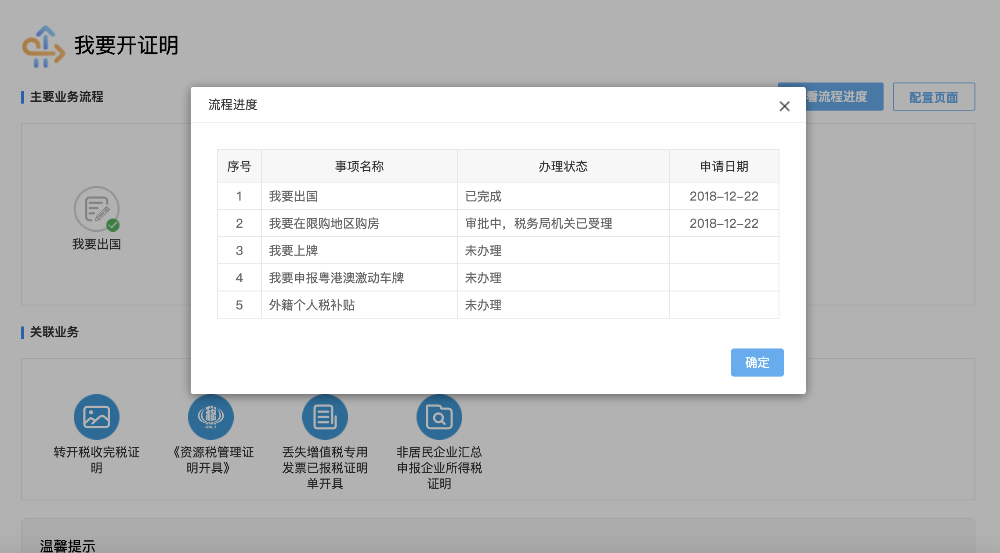 我要开证明
主要业务流程
看流程进度
配置页面
流程进度
序号 事项名称 办理状态 申请日期
1 我要出国 已完成 2018-12-22
2 我要在限购地区购房 审批中，税务局机关已受理 2018-12-22
3 我要上牌 未办理
4 我要申报粤港澳激动车牌 未办理
5 外籍个人税补贴 未办理
确定
我要出国
关联业务
税
GDLT
转开税收完税证
明
《资源税管理证
明开具》
丢失增值税专用
发票已报税证明
单开具
非居民企业汇总
申报企业所得税
证明
温馨提示